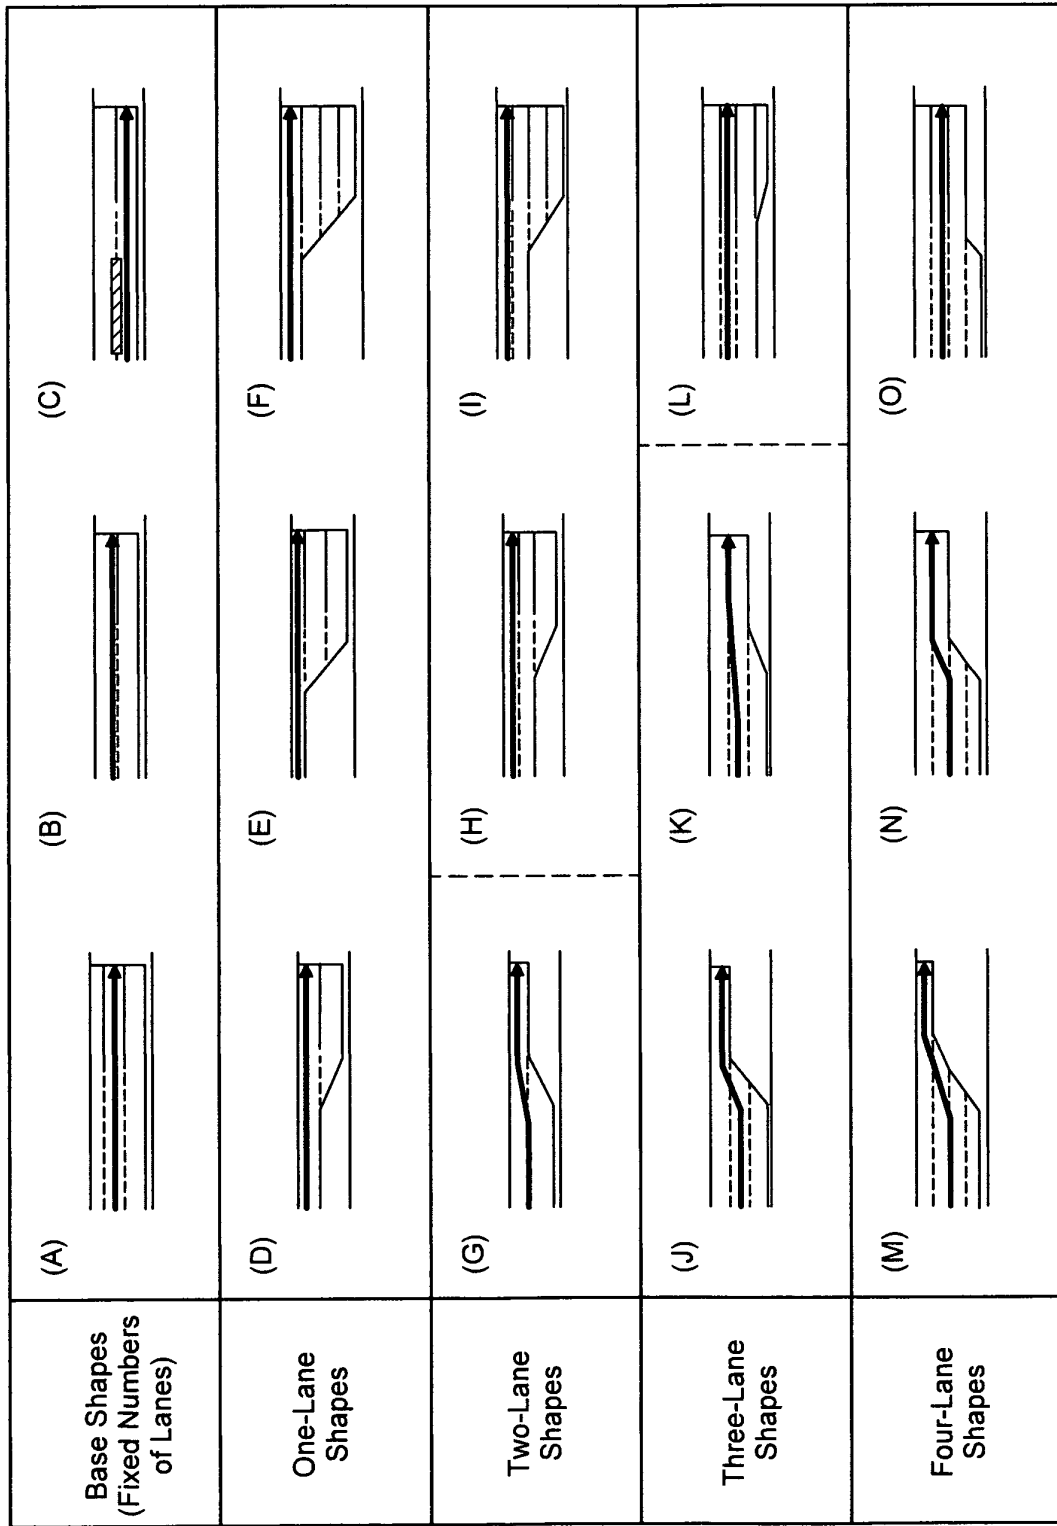 Base Shapes
(Fixed Numbers
of Lanes)
(A)
(B)
(C)
One-Lane
Shapes
(D)
(E)
(F)
Two-Lane
Shapes
(G)
(H)
(I)
Three-Lane
Shapes
(J)
(K)
(L)
Four-Lane
Shapes
(M)
(N)
(O)